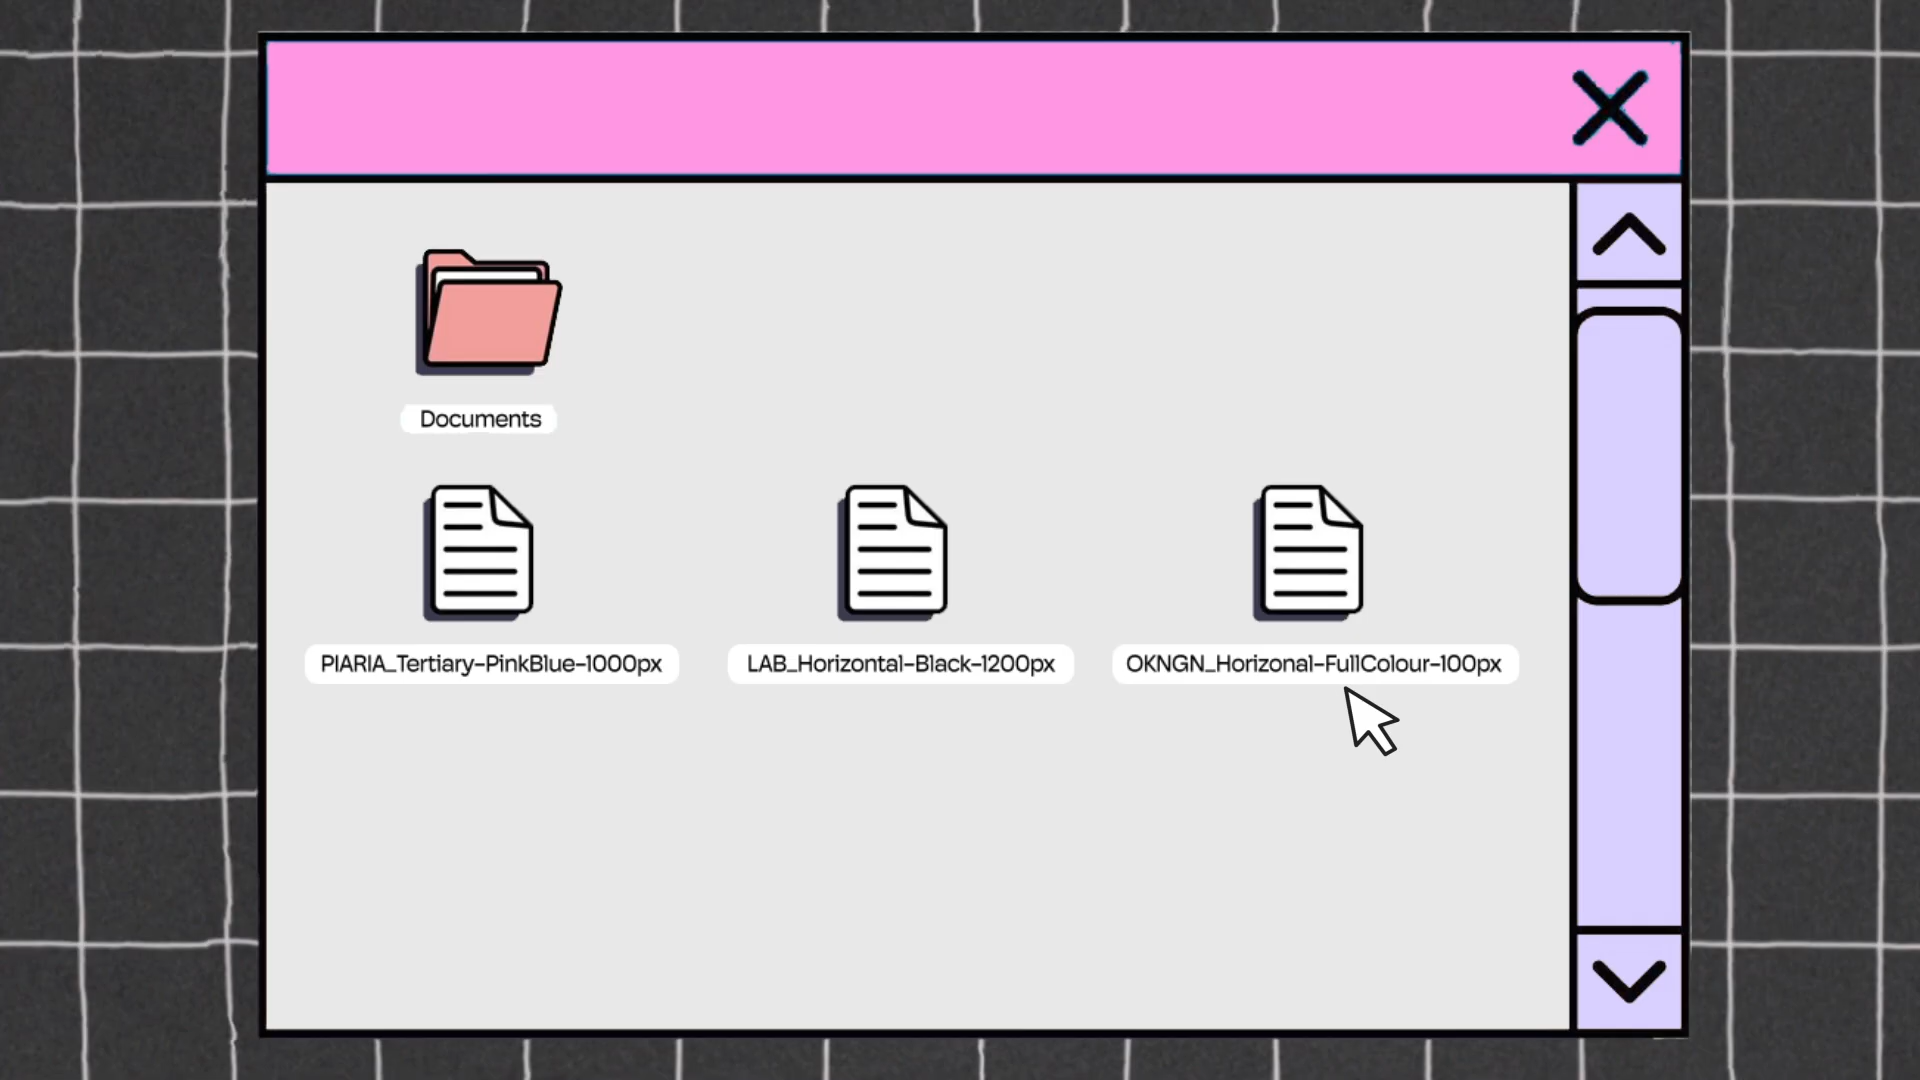 Documents
PIARIA_Tertiary-PinkBlue-1000px
LAB_Horizontal-Black-1200px
OKNGN_Horizonal-FullColour-100px